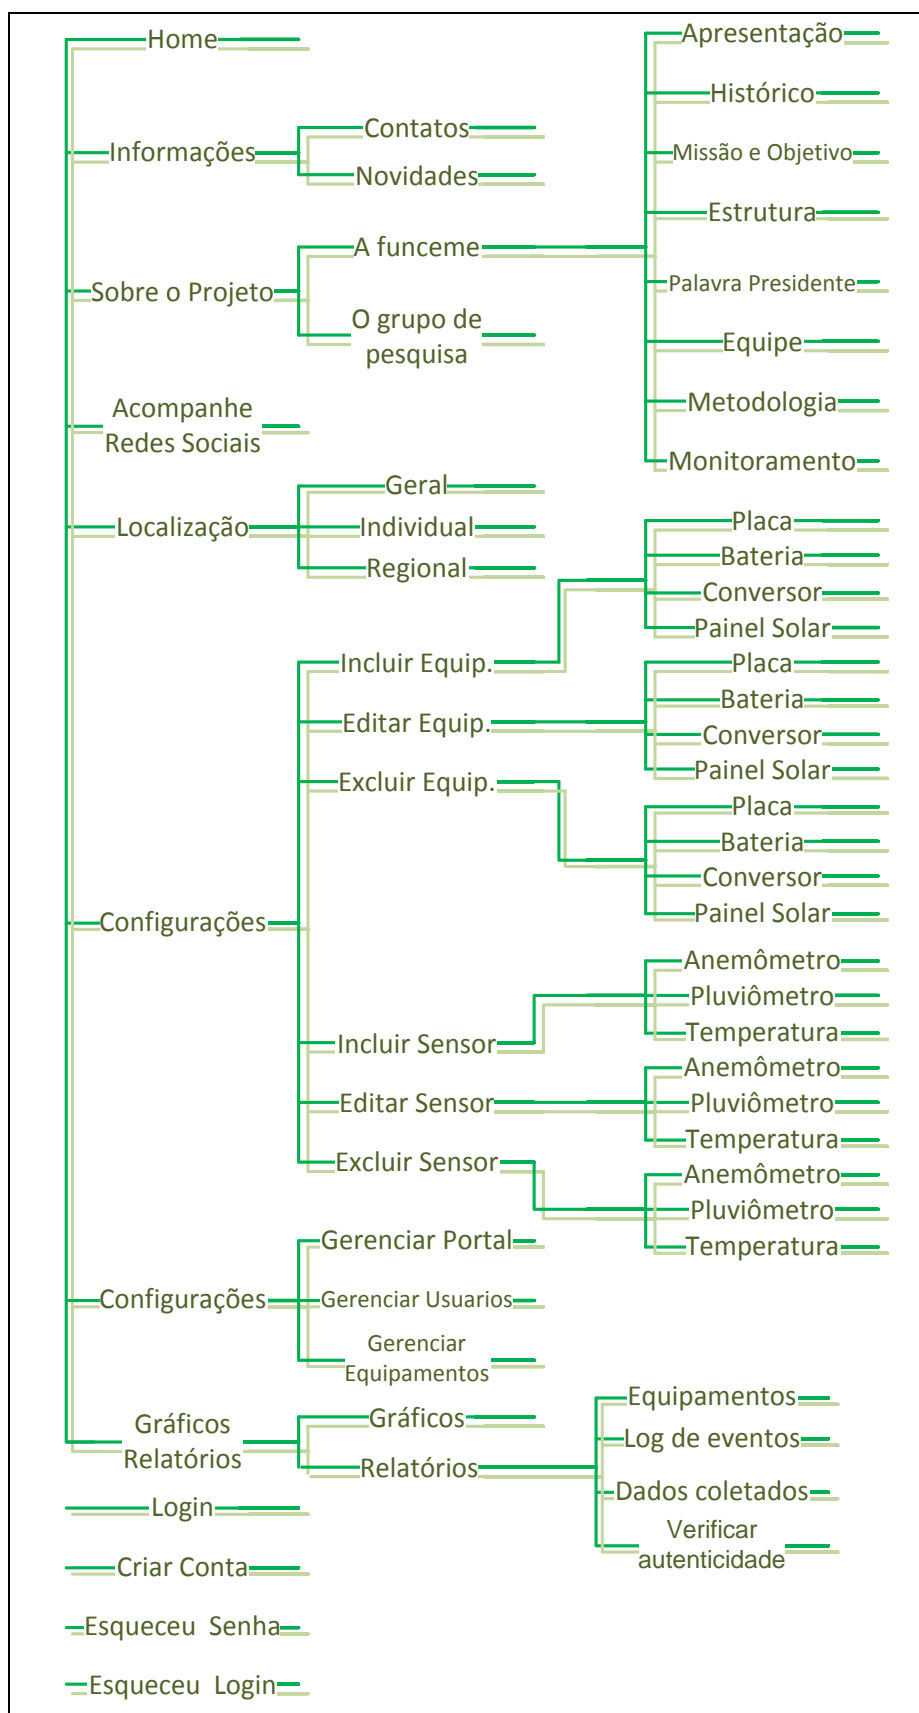 Home
Informações
Contatos
Novidades
Sobre o Projeto
A funceme
Apresentação
Histórico
Missão e Objetivo
Estrutura
Palavra Presidente
Equipe
Metodologia
Monitoramento
O grupo de
pesquisa
Acompanhe
Redes Sociais
Localização
Geral
Individual
Regional
Configurações
Incluir Equip.
Placa
Bateria
Conversor
Painel Solar
Editar Equip.
Placa
Bateria
Conversor
Painel Solar
Excluir Equip.
Placa
Bateria
Conversor
Painel Solar
Incluir Sensor
Anemômetro
Pluviômetro
Temperatura
Editar Sensor
Anemômetro
Pluviômetro
Temperatura
Excluir Sensor
Anemômetro
Pluviômetro
Temperatura
Configurações
Gerenciar Portal
Gerenciar Usuarios
Gerenciar
Equipamentos
Gráficos
Relatórios
Gráficos
Relatórios
Equipamentos
Log de eventos
Dados coletados
Verificar
autenticidade
Login
Criar Conta
Esqueceu Senha
Esqueceu Login